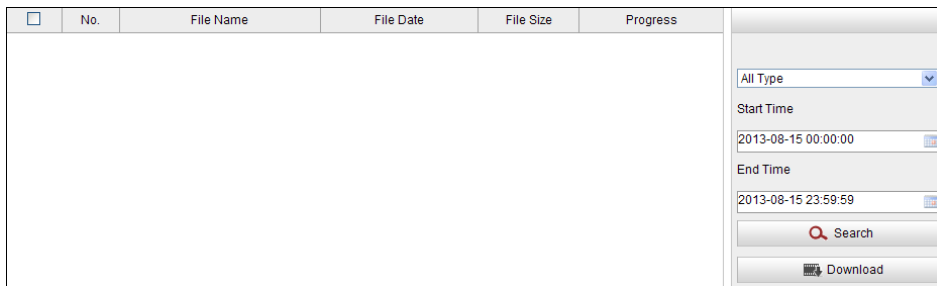 No. File Name File Date File Size Progress
All Type
Start Time
2013-08-15 00:00:00
End Time
2013-08-15 23:59:59
Search
Download